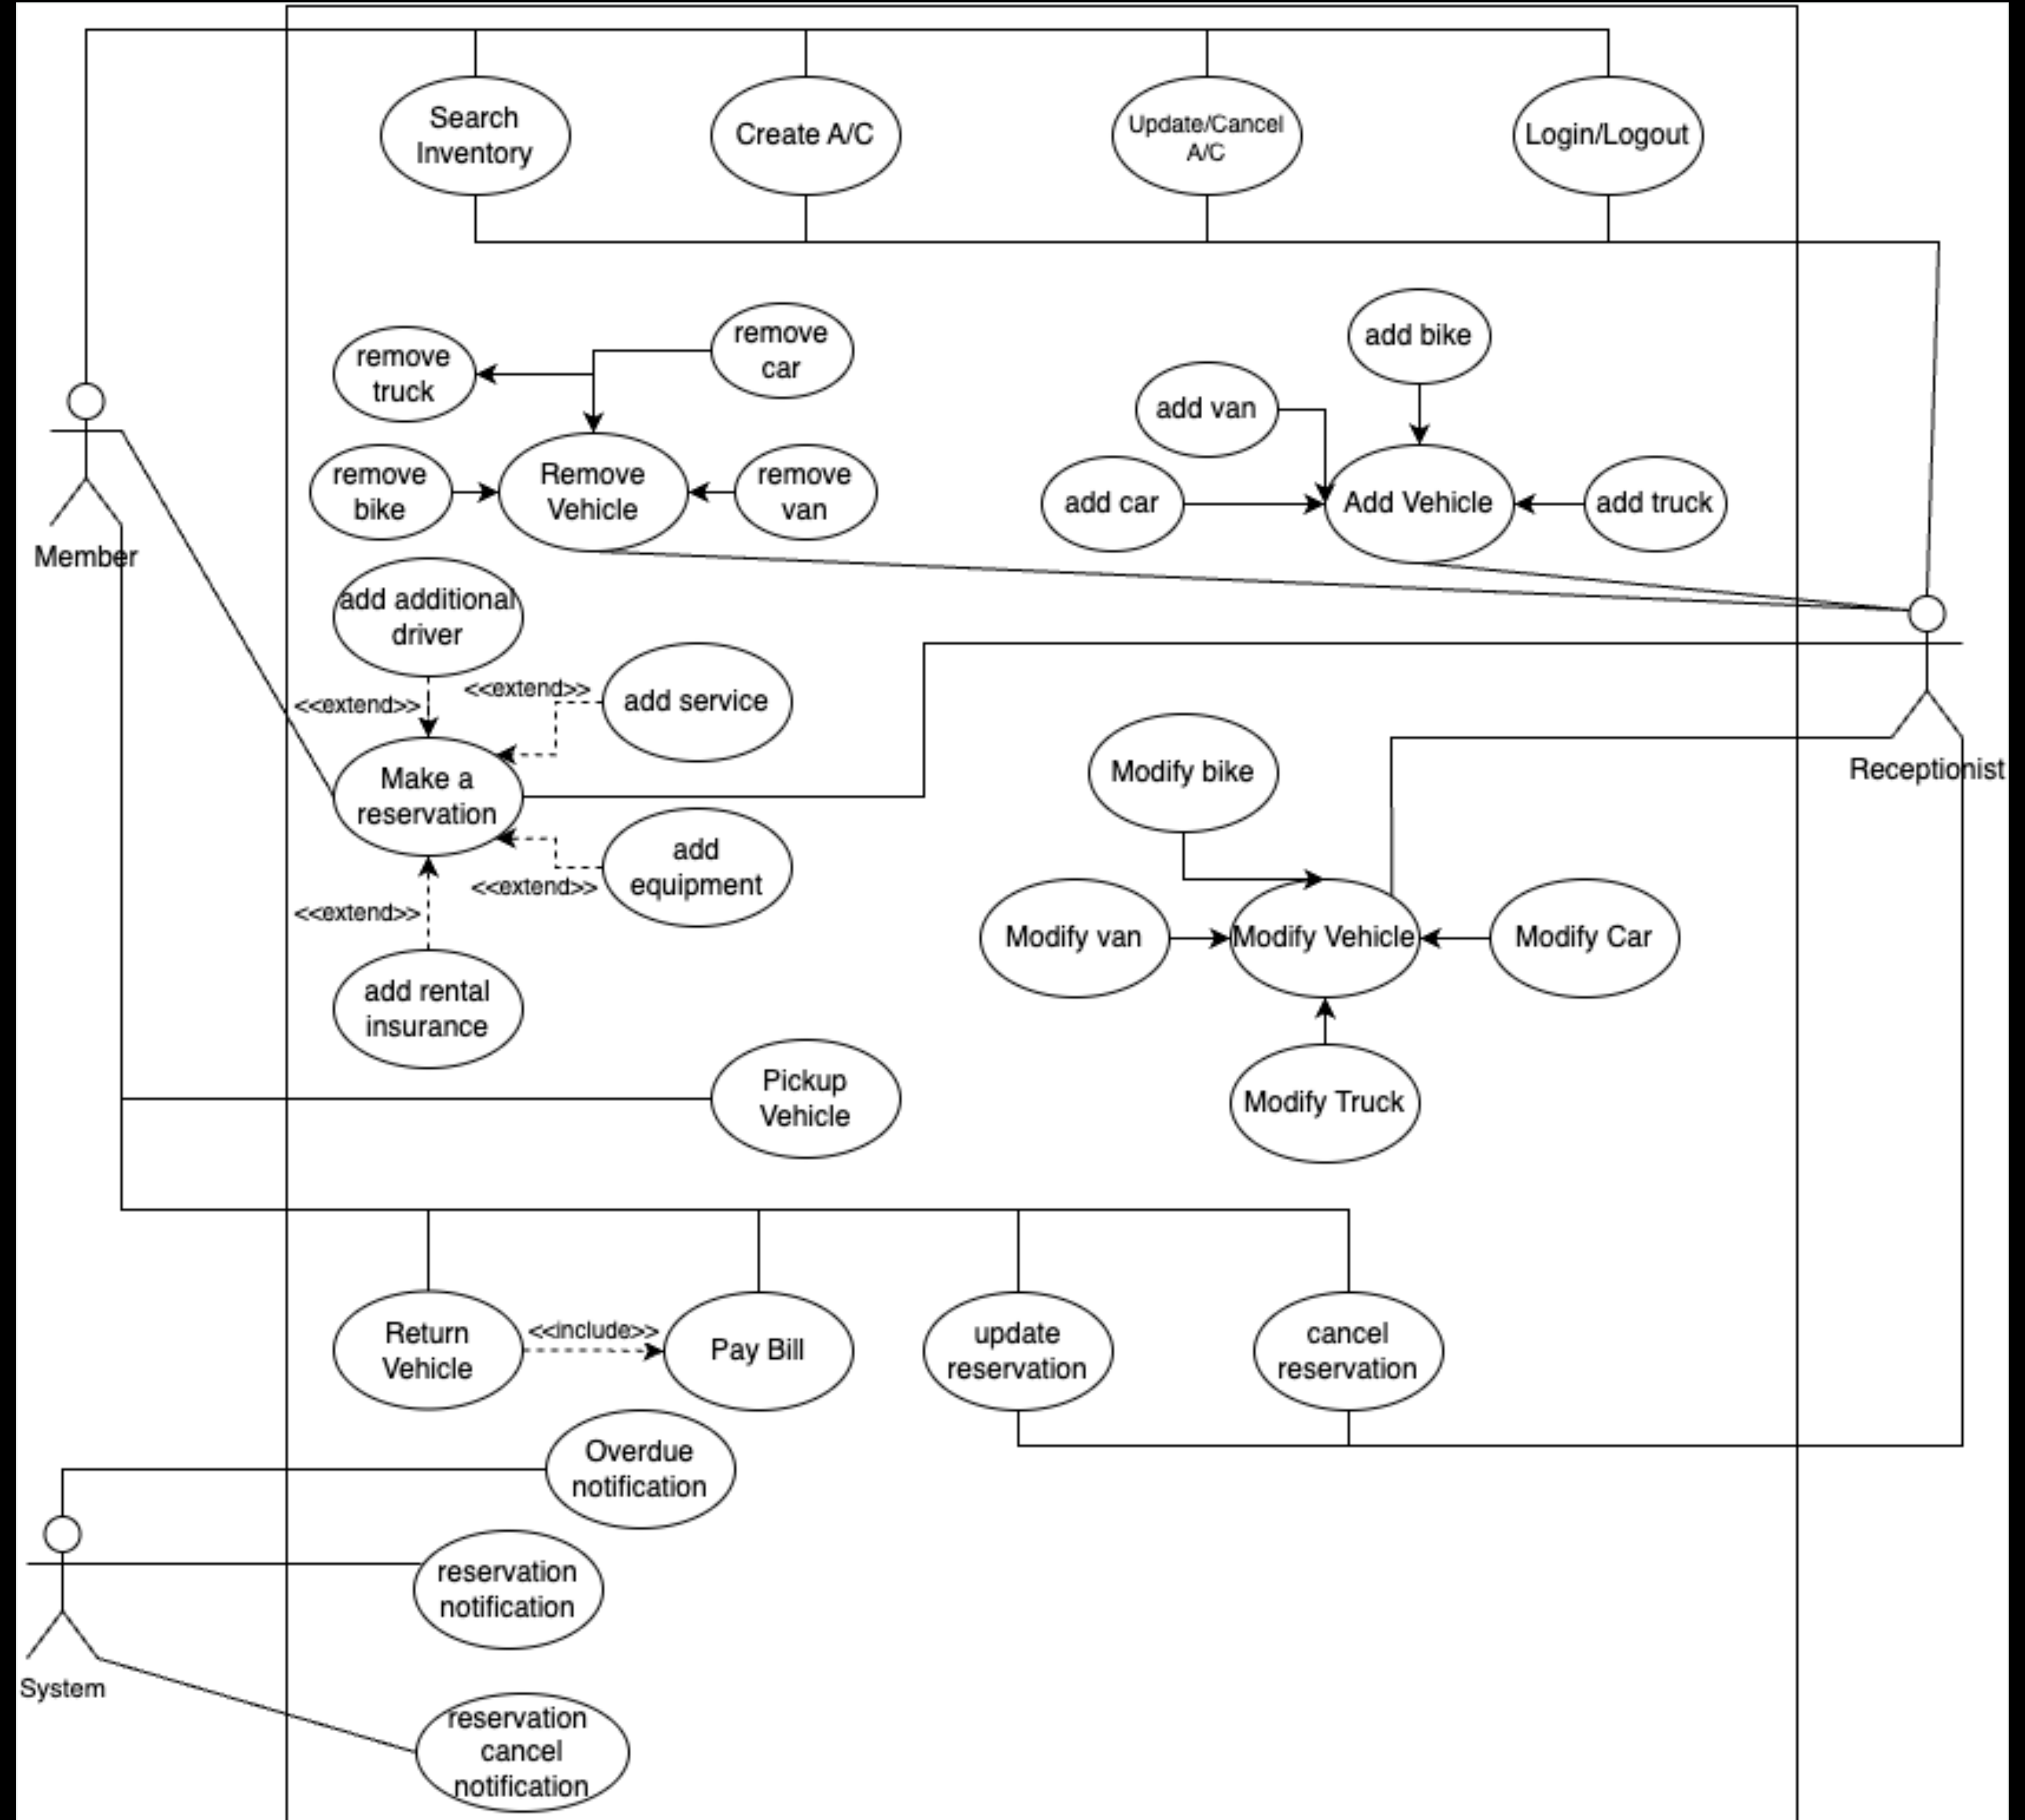 Search
Inventory
Create A/C
Update/Cancel
A/C
Login/Logout
remove
truck
remove
car
add bike
add van
remove
bike
Remove
Vehicle
remove
van
add car
Add Vehicle
add truck
Member
add additional
driver
<<extend>>
<<extend>>
add service
Receptionist
Make a
reservation
Modify bike
add
equipment
<<extend>>
<<extend>>
Modify van
Modify Vehicle
Modify Car
add rental
insurance
Pickup
Vehicle
Modify Truck
Return
Vehicle
<<include>>
Pay Bill
update
reservation
cancel
reservation
Overdue
notification
reservation
notification
System
reservation
cancel
notification